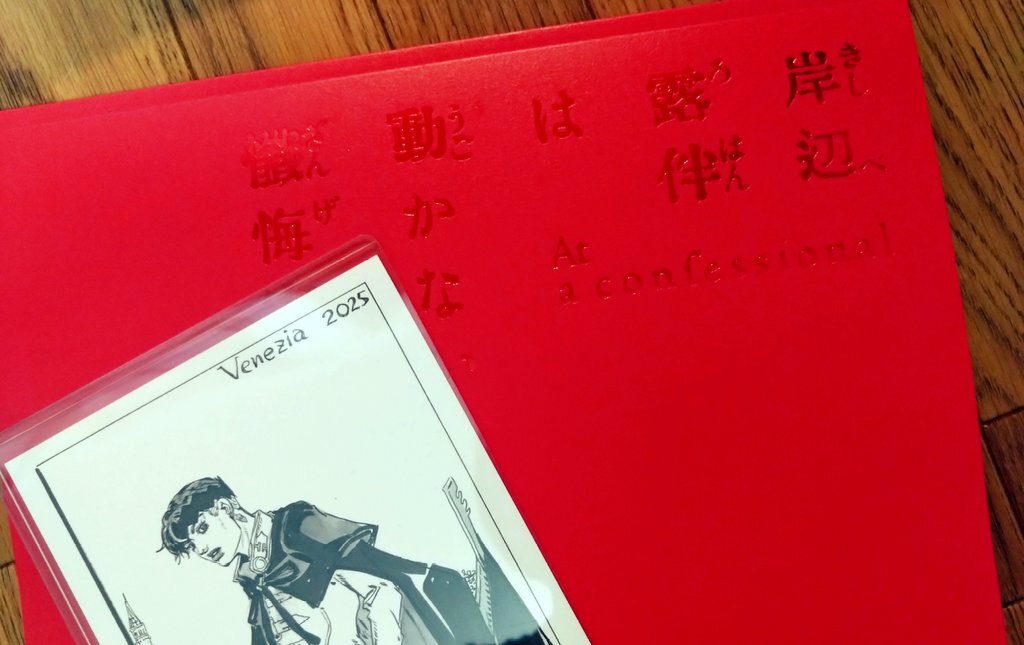 岸辺
きしべ
露伴
ろはん
は
動かな
うご
懺悔
ざんげ
At
a confessional
Venezia 2025